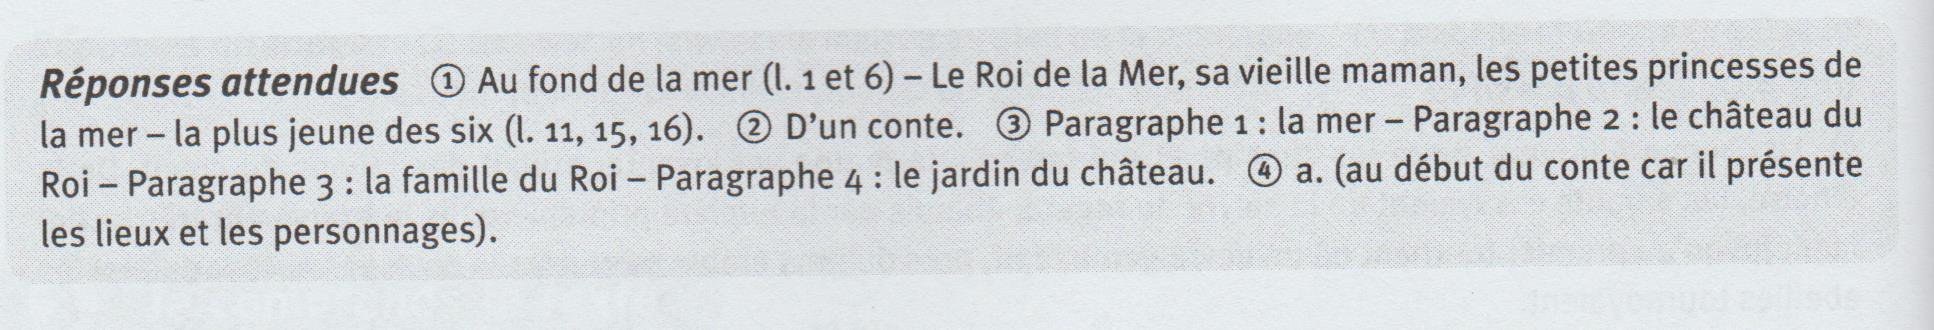 Réponses attendues ① Au fond de la mer (l. 1 et 6) – Le Roi de la Mer, sa vieille maman, les petites princesses de
la mer – la plus jeune des six (l. 11, 15, 16). ② D’un conte. ③ Paragraphe 1 : la mer – Paragraphe 2 : le château du
Roi – Paragraphe 3 : la famille du Roi – Paragraphe 4 : le jardin du château. ④ a. (au début du conte car il présente
les lieux et les personnages).